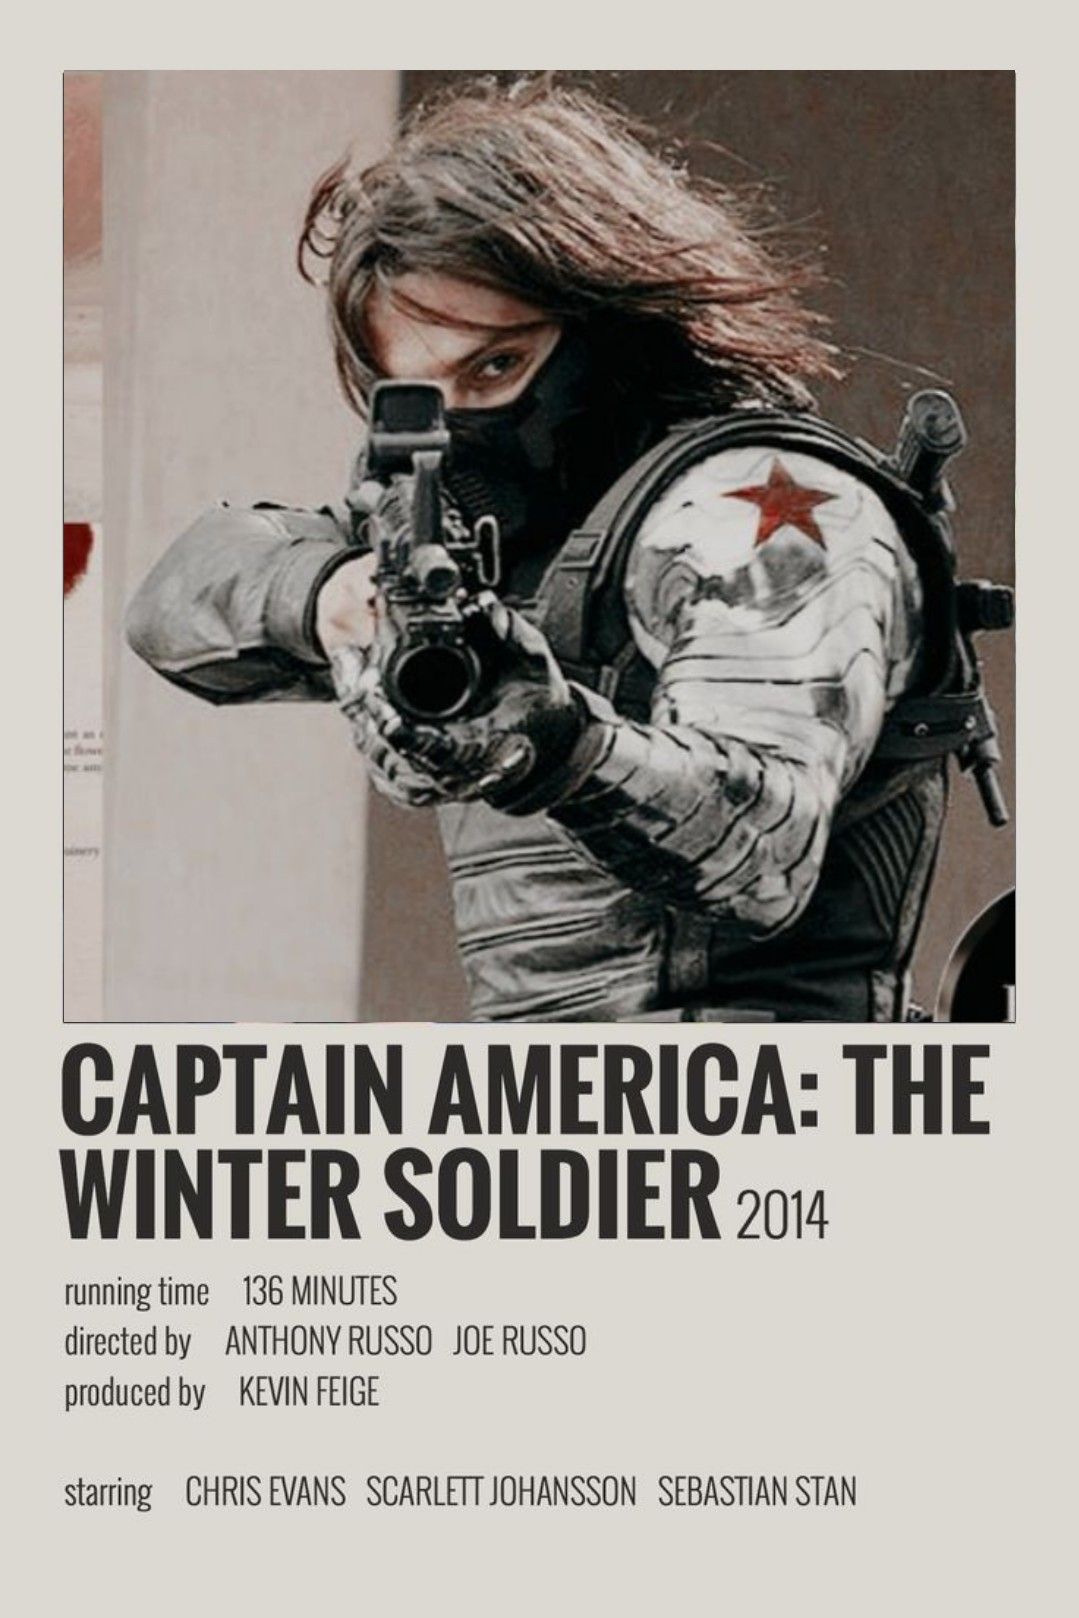 CAPTAIN AMERICA: THE
WINTER SOLDIER 2014
running time 136 MINUTES
directed by ANTHONY RUSSO JOE RUSSO
produced by KEVIN FEIGE
starring CHRIS EVANS SCARLETT JOHANSSON SEBASTIAN STAN